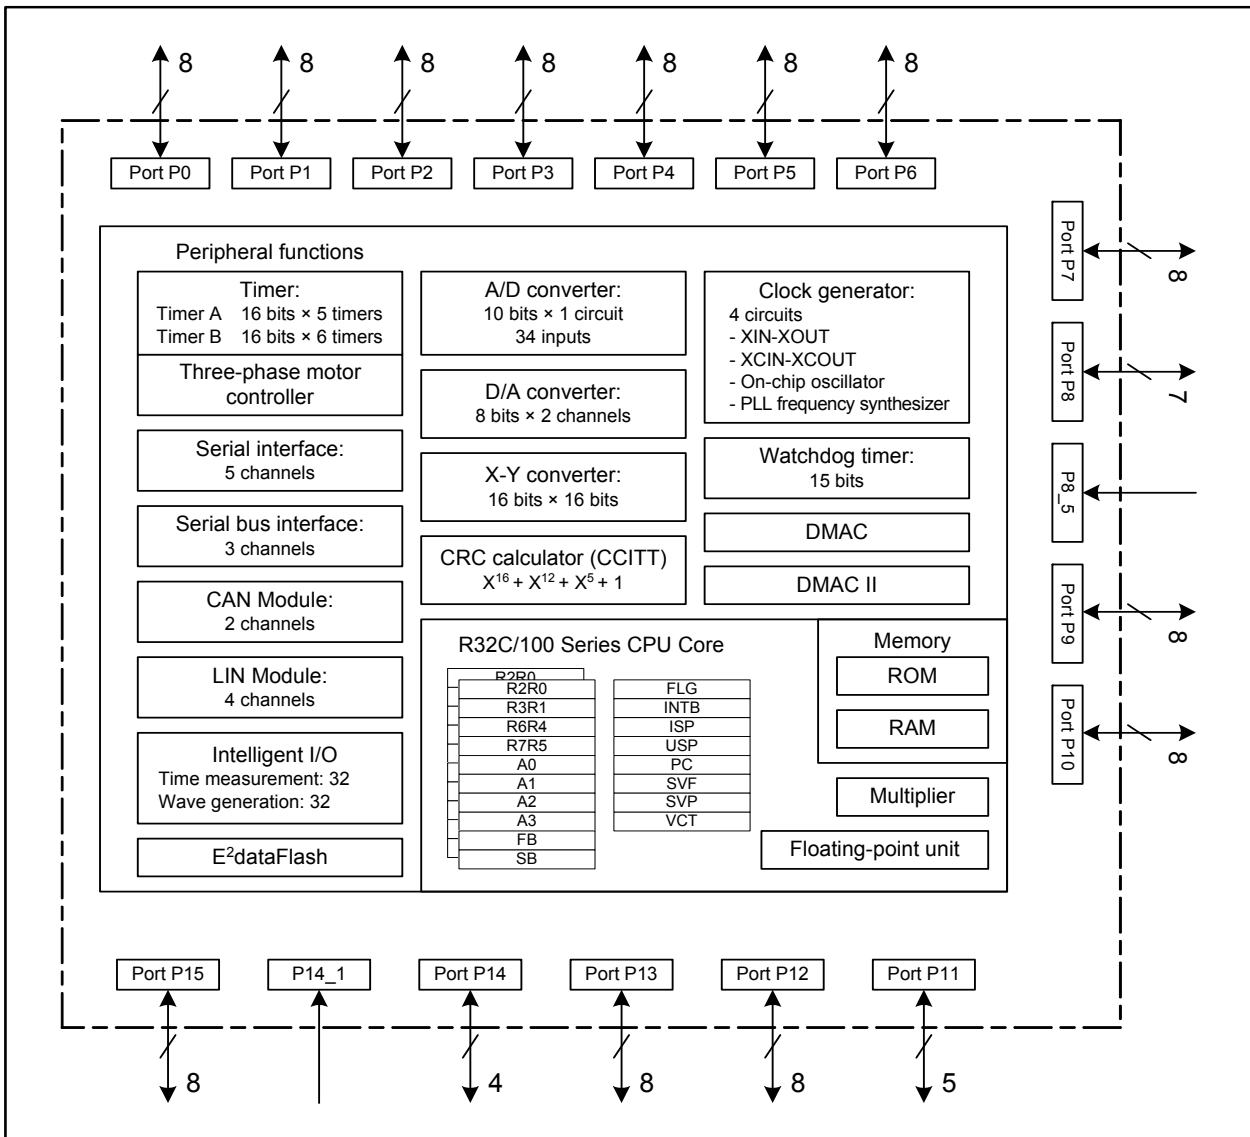 8 8 8 8 8 8 8
Port P0 Port P1 Port P2 Port P3 Port P4 Port P5 Port P6
Peripheral functions
Timer:
Timer A 16 bits × 5 timers
Timer B 16 bits × 6 timers
Three-phase motor
controller
Serial interface:
5 channels
Serial bus interface:
3 channels
CAN Module:
2 channels
LIN Module:
4 channels
Intelligent I/O
Time measurement: 32
Wave generation: 32
E²dataFlash
A/D converter:
10 bits × 1 circuit
34 inputs
D/A converter:
8 bits × 2 channels
X-Y converter:
16 bits × 16 bits
CRC calculator (CCITT)
X¹⁶ + X¹² + X⁵ + 1
Clock generator:
4 circuits
- XIN-XOUT
- XCIN-XCOUT
- On-chip oscillator
- PLL frequency synthesizer
Watchdog timer:
15 bits
DMAC
DMAC II
R32C/100 Series CPU Core
R2R0
R2R0
R3R1
R6R4
R7R5
A0
A1
A2
A3
FB
SB
FLG
INTB
ISP
USP
PC
SVF
SVP
VCT
Memory
ROM
RAM
Multiplier
Floating-point unit
Port P7
8
Port P8
7
P8_5
Port P9
8
Port P10
8
Port P15 P14_1 Port P14 Port P13 Port P12 Port P11
8 4 8 8 5